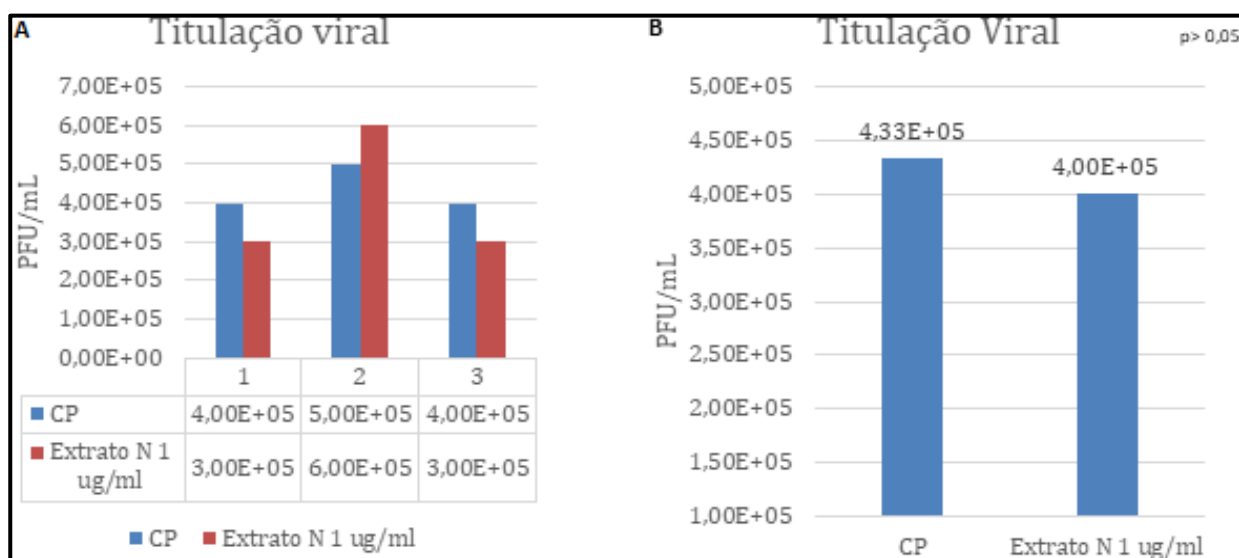 A
Titulação viral
7,00E+05
6,00E+05
5,00E+05
4,00E+05
3,00E+05
2,00E+05
1,00E+05
0,00E+00
PFU/mL
1 2 3
CP 4,00E+05 5,00E+05 4,00E+05
Extrato N 1
ug/ml 3,00E+05 6,00E+05 3,00E+05
CP Extrato N 1 ug/ml
B
Titulação Viral
p> 0,05
5,00E+05
4,50E+05
4,00E+05
3,50E+05
3,00E+05
2,50E+05
2,00E+05
1,50E+05
1,00E+05
PFU/mL
4,33E+05
4,00E+05
CP Extrato N 1 ug/ml